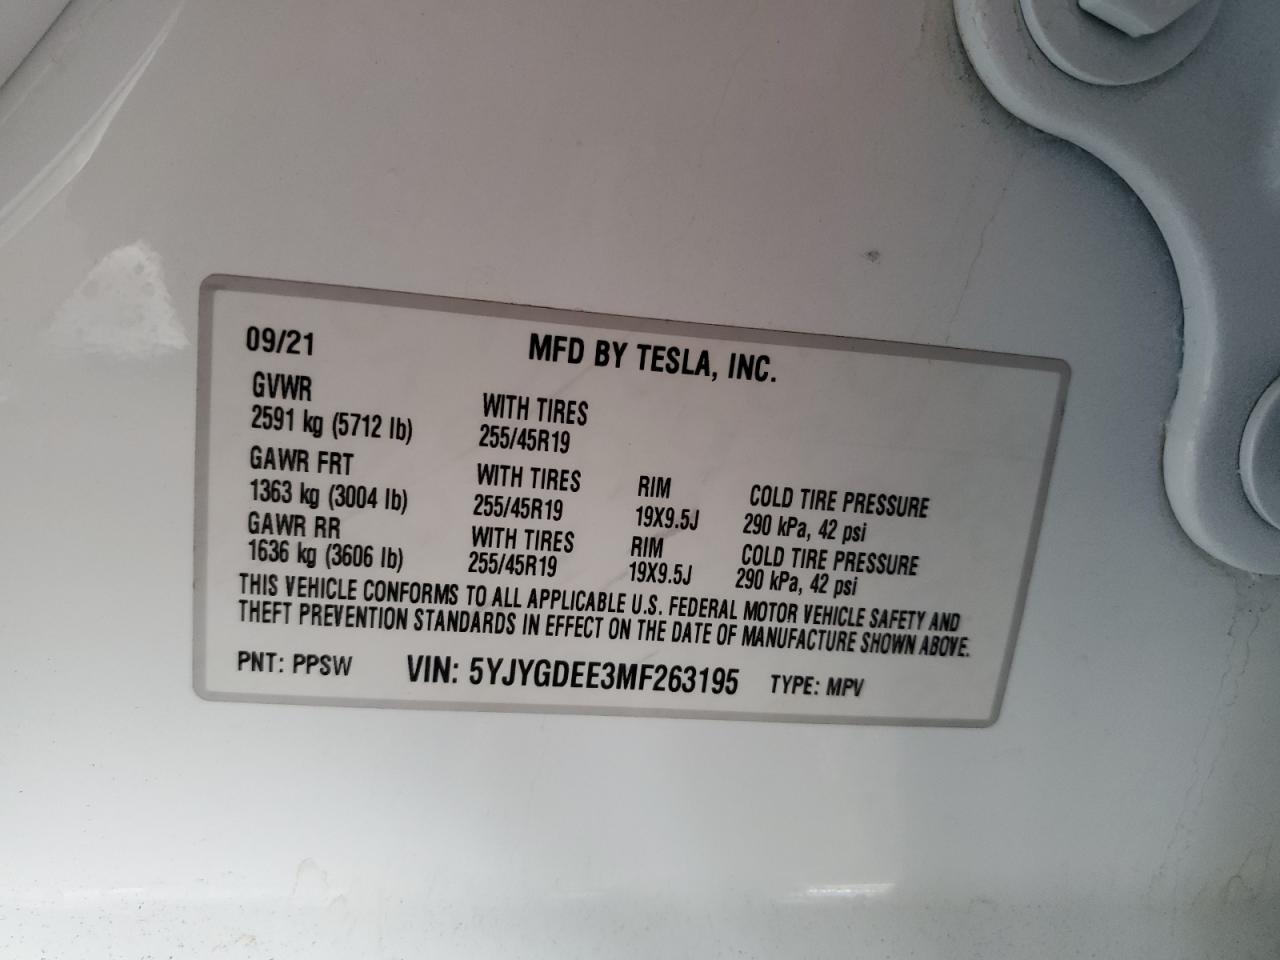 09/21 MFD BY TESLA, INC.
GVWR WITH TIRES
2591 kg (5712 lb) 255/45R19
GAWR FRT WITH TIRES RIM COLD TIRE PRESSURE
1363 kg (3004 lb) 255/45R19 19X9.5J 290 kPa, 42 psi
GAWR RR WITH TIRES RIM COLD TIRE PRESSURE
1636 kg (3606 lb) 255/45R19 19X9.5J 290 kPa, 42 psi
THIS VEHICLE CONFORMS TO ALL APPLICABLE U.S. FEDERAL MOTOR VEHICLE SAFETY AND
THEFT PREVENTION STANDARDS IN EFFECT ON THE DATE OF MANUFACTURE SHOWN ABOVE.
PNT: PPSW VIN: 5YJYGDEE3MF263195 TYPE: MPV